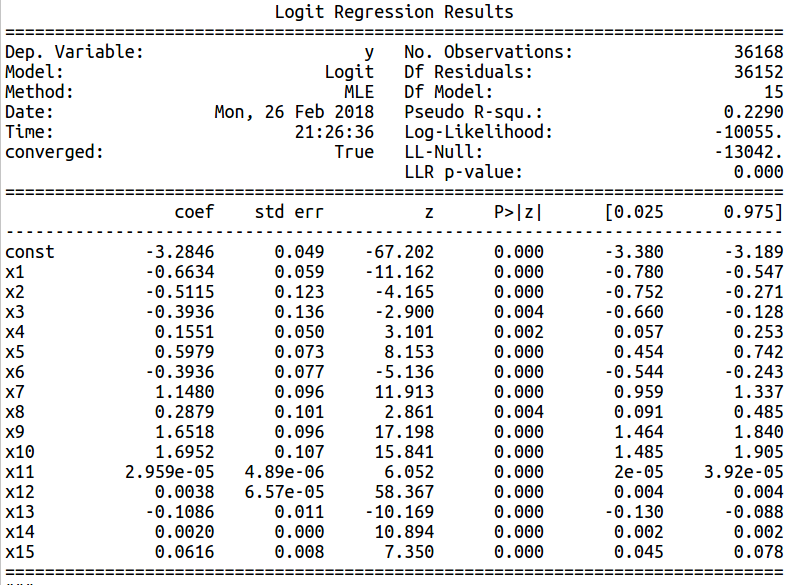 Logit Regression Results
==============================================================================
Dep. Variable:                      y   No. Observations:                36168
Model:                          Logit   Df Residuals:                    36152
Method:                           MLE   Df Model:                           15
Date:                Mon, 26 Feb 2018   Pseudo R-squ.:                  0.2290
Time:                        21:26:36   Log-Likelihood:                -10055.
converged:                       True   LL-Null:                       -13042.
                                        LLR p-value:                     0.000
==============================================================================
                 coef    std err          z      P>|z|      [0.025      0.975]
------------------------------------------------------------------------------
const         -3.2846      0.049    -67.202      0.000      -3.380      -3.189
x1            -0.6634      0.059    -11.162      0.000      -0.780      -0.547
x2            -0.5115      0.123     -4.165      0.000      -0.752      -0.271
x3            -0.3936      0.136     -2.900      0.004      -0.660      -0.128
x4             0.1551      0.050      3.101      0.002       0.057       0.253
x5             0.5979      0.073      8.153      0.000       0.454       0.742
x6            -0.3936      0.077     -5.136      0.000      -0.544      -0.243
x7             1.1480      0.096     11.913      0.000       0.959       1.337
x8             0.2879      0.101      2.861      0.004       0.091       0.485
x9             1.6518      0.096     17.198      0.000       1.464       1.840
x10            1.6952      0.107     15.841      0.000       1.485       1.905
x11         2.959e-05   4.89e-06      6.052      0.000       2e-05    3.92e-05
x12            0.0038   6.57e-05     58.367      0.000       0.004       0.004
x13           -0.1086      0.011    -10.169      0.000      -0.130      -0.088
x14            0.0020      0.000     10.894      0.000       0.002       0.002
x15            0.0616      0.008      7.350      0.000       0.045       0.078
==============================================================================